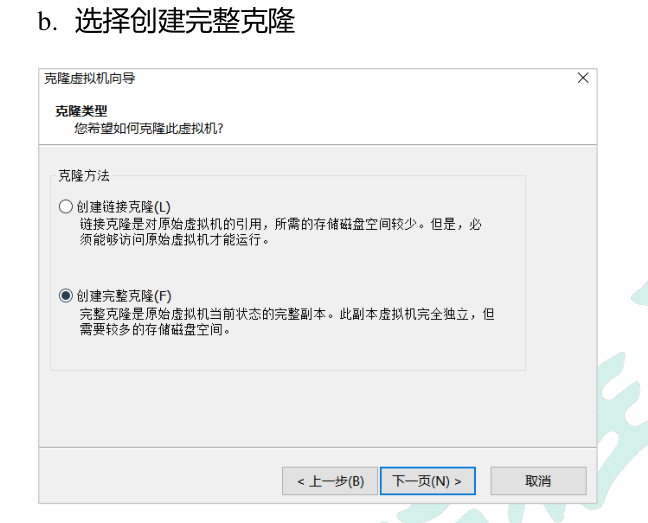 b. 选择创建完整克隆
克隆虚拟机向导
克隆类型
您希望如何克隆此虚拟机?
克隆方法
创建链接克隆(L)
链接克隆是对原始虚拟机的引用，所需的存储磁盘空间较少。但是，必
须能够访问原始虚拟机才能运行。
创建完整克隆(F)
完整克隆是原始虚拟机当前状态的完整副本。此副本虚拟机完全独立，但
需要较多的存储磁盘空间。
< 上一步(B) 下一页(N) > 取消